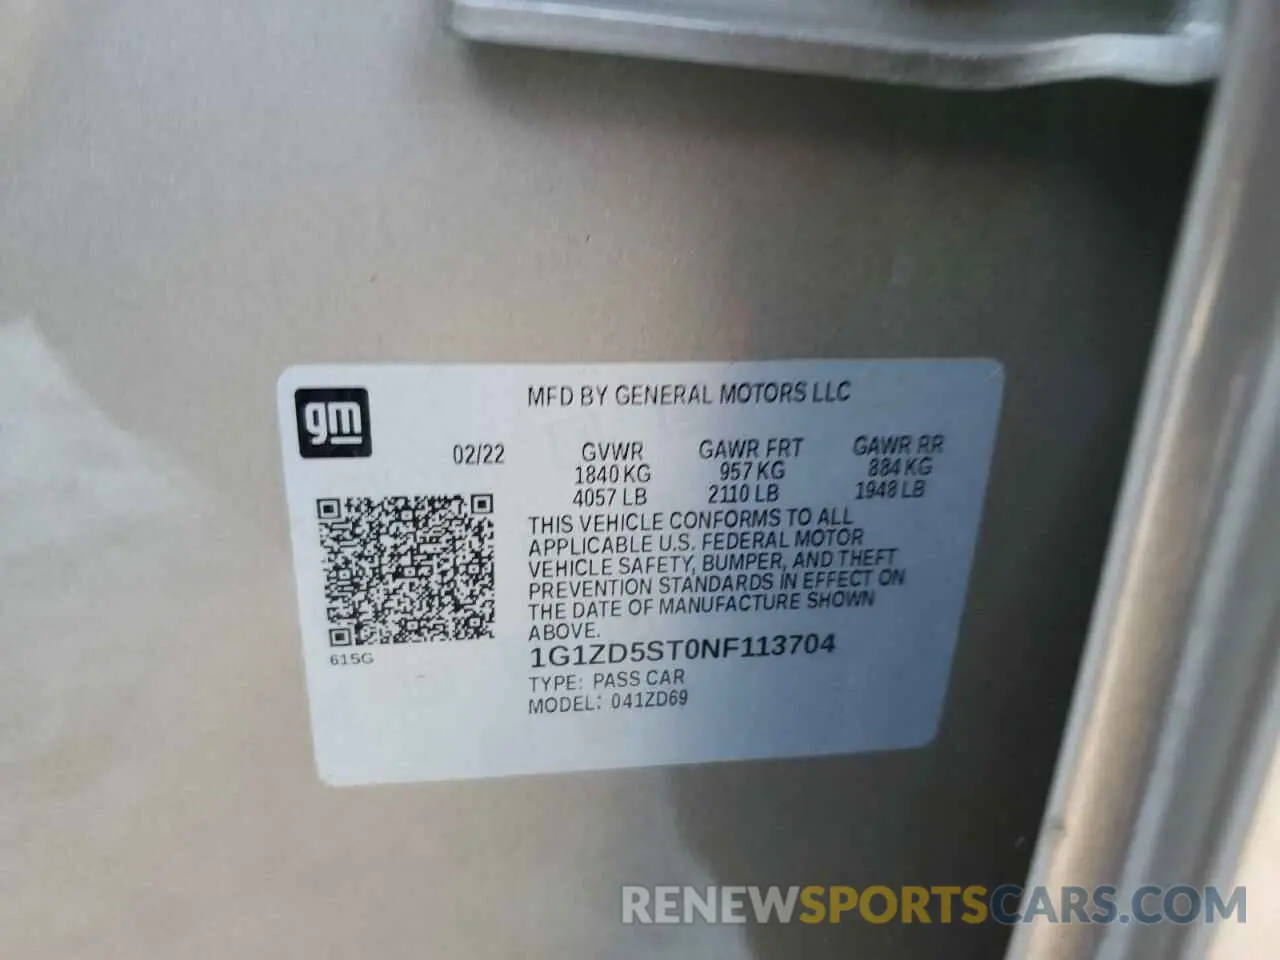 gm
MFD BY GENERAL MOTORS LLC
02/22 GVWR GAWR FRT GAWR RR
1840 KG 957 KG 884 KG
4057 LB 2110 LB 1948 LB
THIS VEHICLE CONFORMS TO ALL
APPLICABLE U.S. FEDERAL MOTOR
VEHICLE SAFETY, BUMPER, AND THEFT
PREVENTION STANDARDS IN EFFECT ON
THE DATE OF MANUFACTURE SHOWN
ABOVE.
615G
1G1ZD5ST0NF113704
TYPE: PASS CAR
MODEL: 041ZD69
RENEWSPORTSCARS.COM